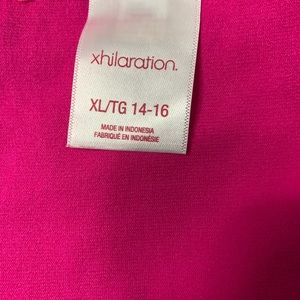 xhilaration.
XL/TG 14-16
MADE IN INDONESIA
FABRIQUÉ EN INDONÉSIE